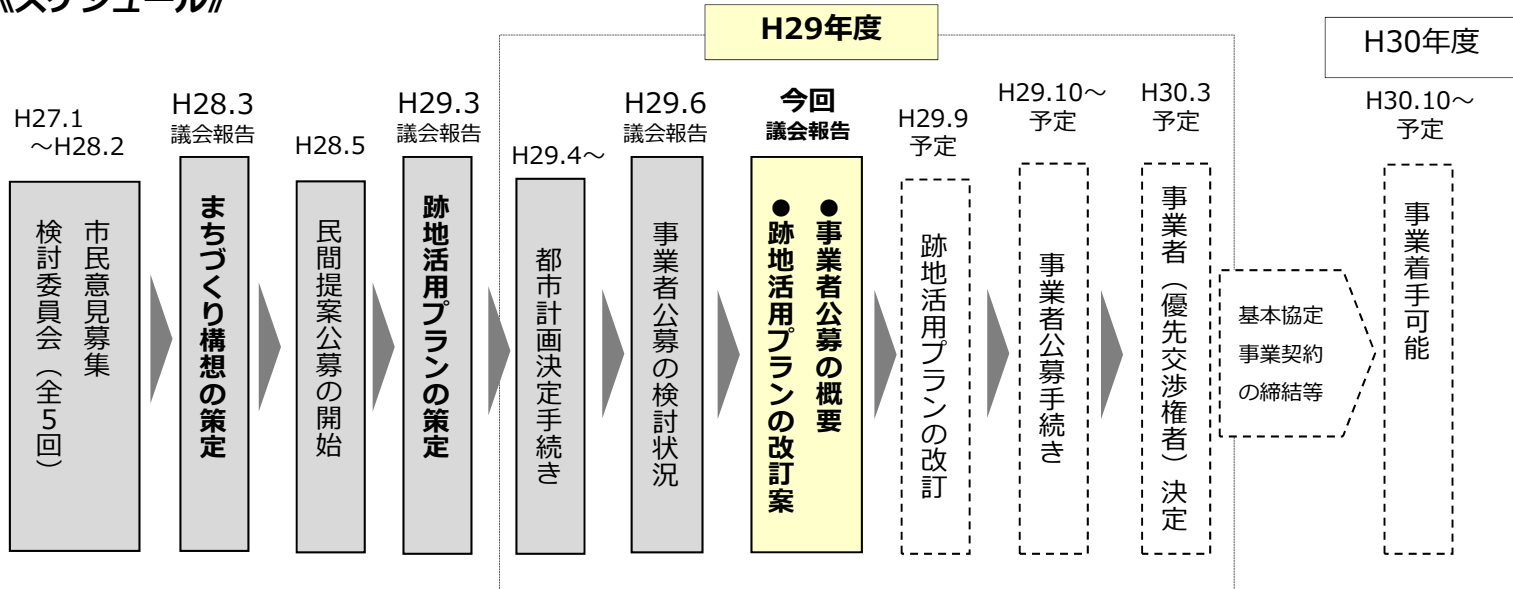 《スケジュール》
H29年度
H30年度
H27.1
～H28.2
市民意見募集
検討委員会（全5回）
H28.3
議会報告
まちづくり構想の策定
H28.5
民間提案公募の開始
H29.3
議会報告
跡地活用プランの策定
H29.4～
都市計画決定手続き
H29.6
議会報告
事業者公募の検討状況
今回
議会報告
●事業者公募の概要
●跡地活用プランの改訂案
H29.9
予定
跡地活用プランの改訂
H29.10～
予定
事業者公募手続き
H30.3
予定
事業者（優先交渉権者）決定
基本協定
事業契約
の締結等
H30.10～
予定
事業着手可能